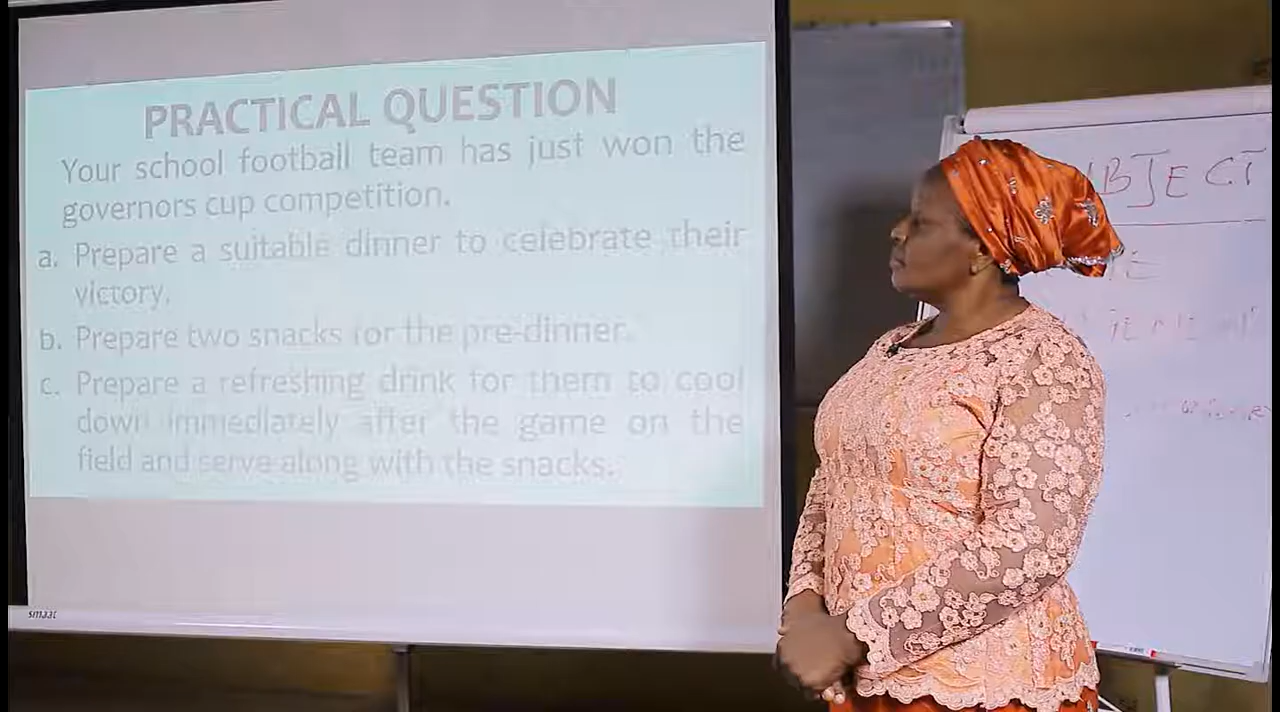 PRACTICAL QUESTION
Your school football team has just won the
governors cup competition.
a. Prepare a suitable dinner to celebrate their
victory.
b. Prepare two snacks for the pre-dinner.
c. Prepare a refreshing drink for them to cool
down immediately after the game on the
field and serve along with the snacks.
smaat
BJECT